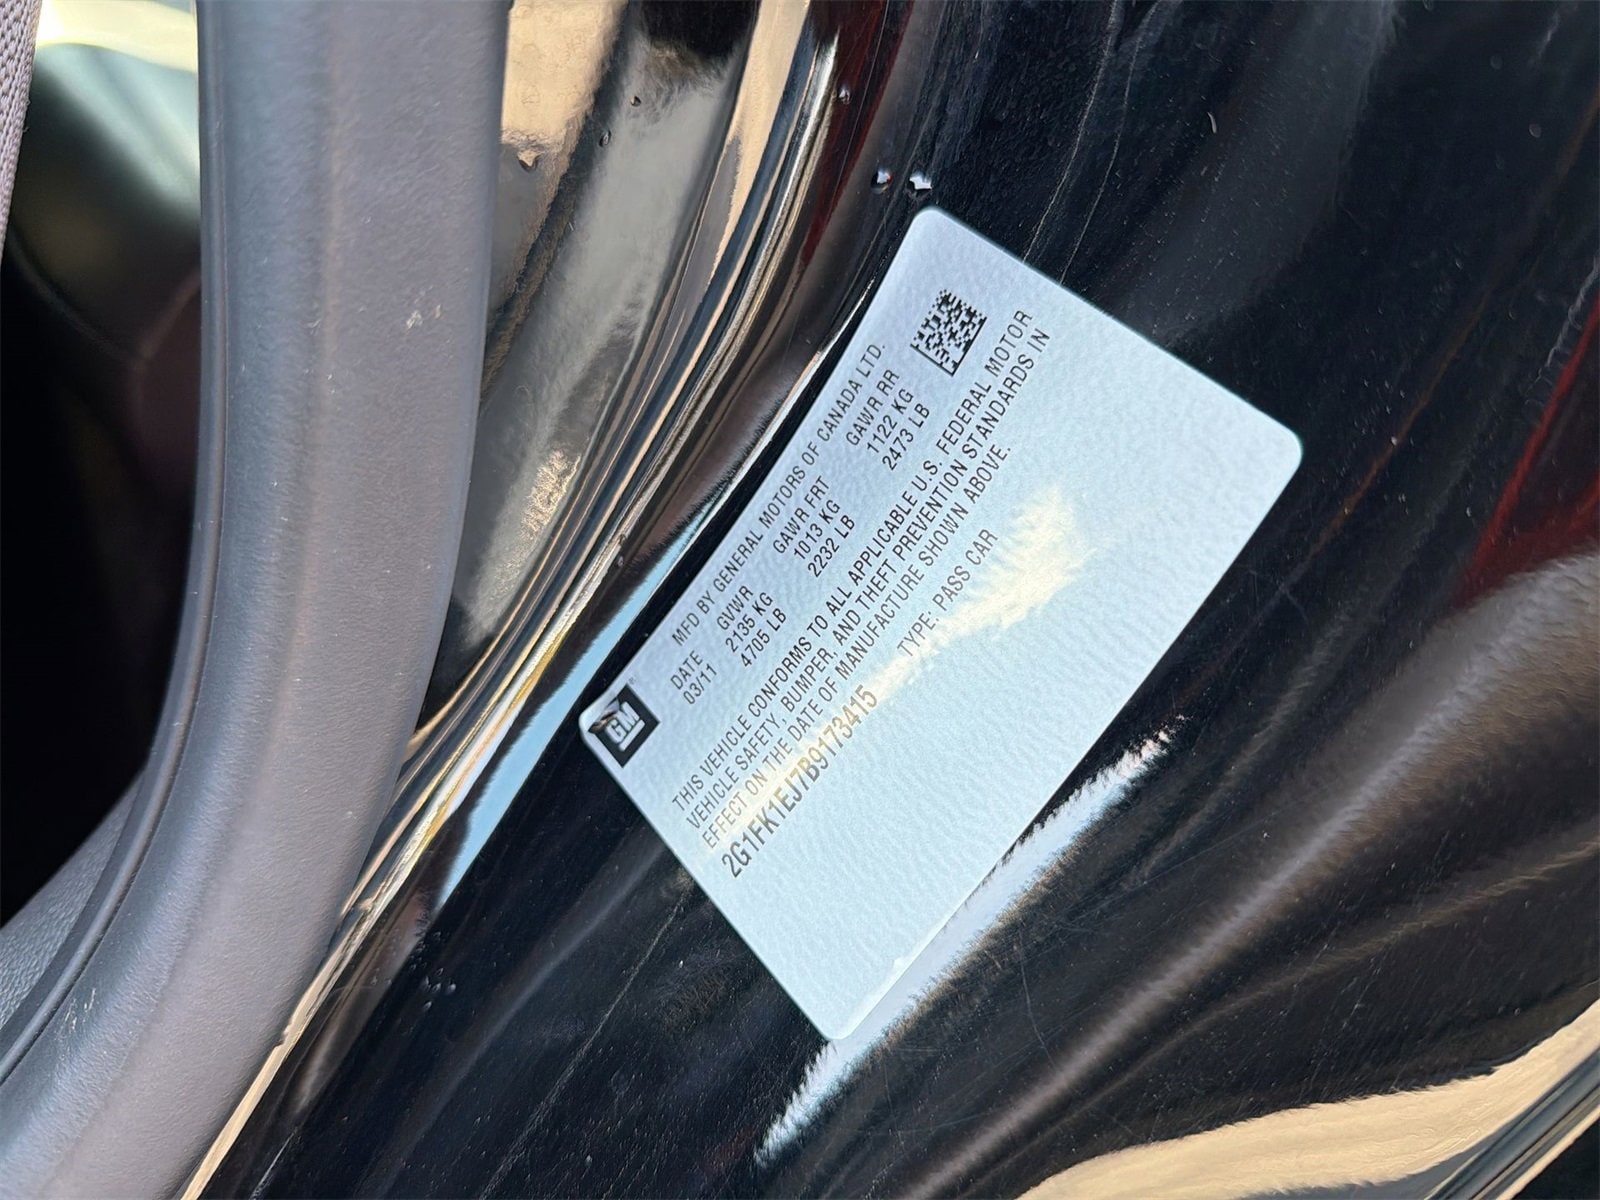 GM
MFD BY GENERAL MOTORS OF CANADA LTD.
DATE GVWR GAWR FRT GAWR RR
03/11 2135 KG 1013 KG 1122 KG
4705 LB 2232 LB 2473 LB
THIS VEHICLE CONFORMS TO ALL APPLICABLE U.S. FEDERAL MOTOR
VEHICLE SAFETY, BUMPER, AND THEFT PREVENTION STANDARDS IN
EFFECT ON THE DATE OF MANUFACTURE SHOWN ABOVE.
2G1FK1EJ7B9173415 TYPE: PASS CAR